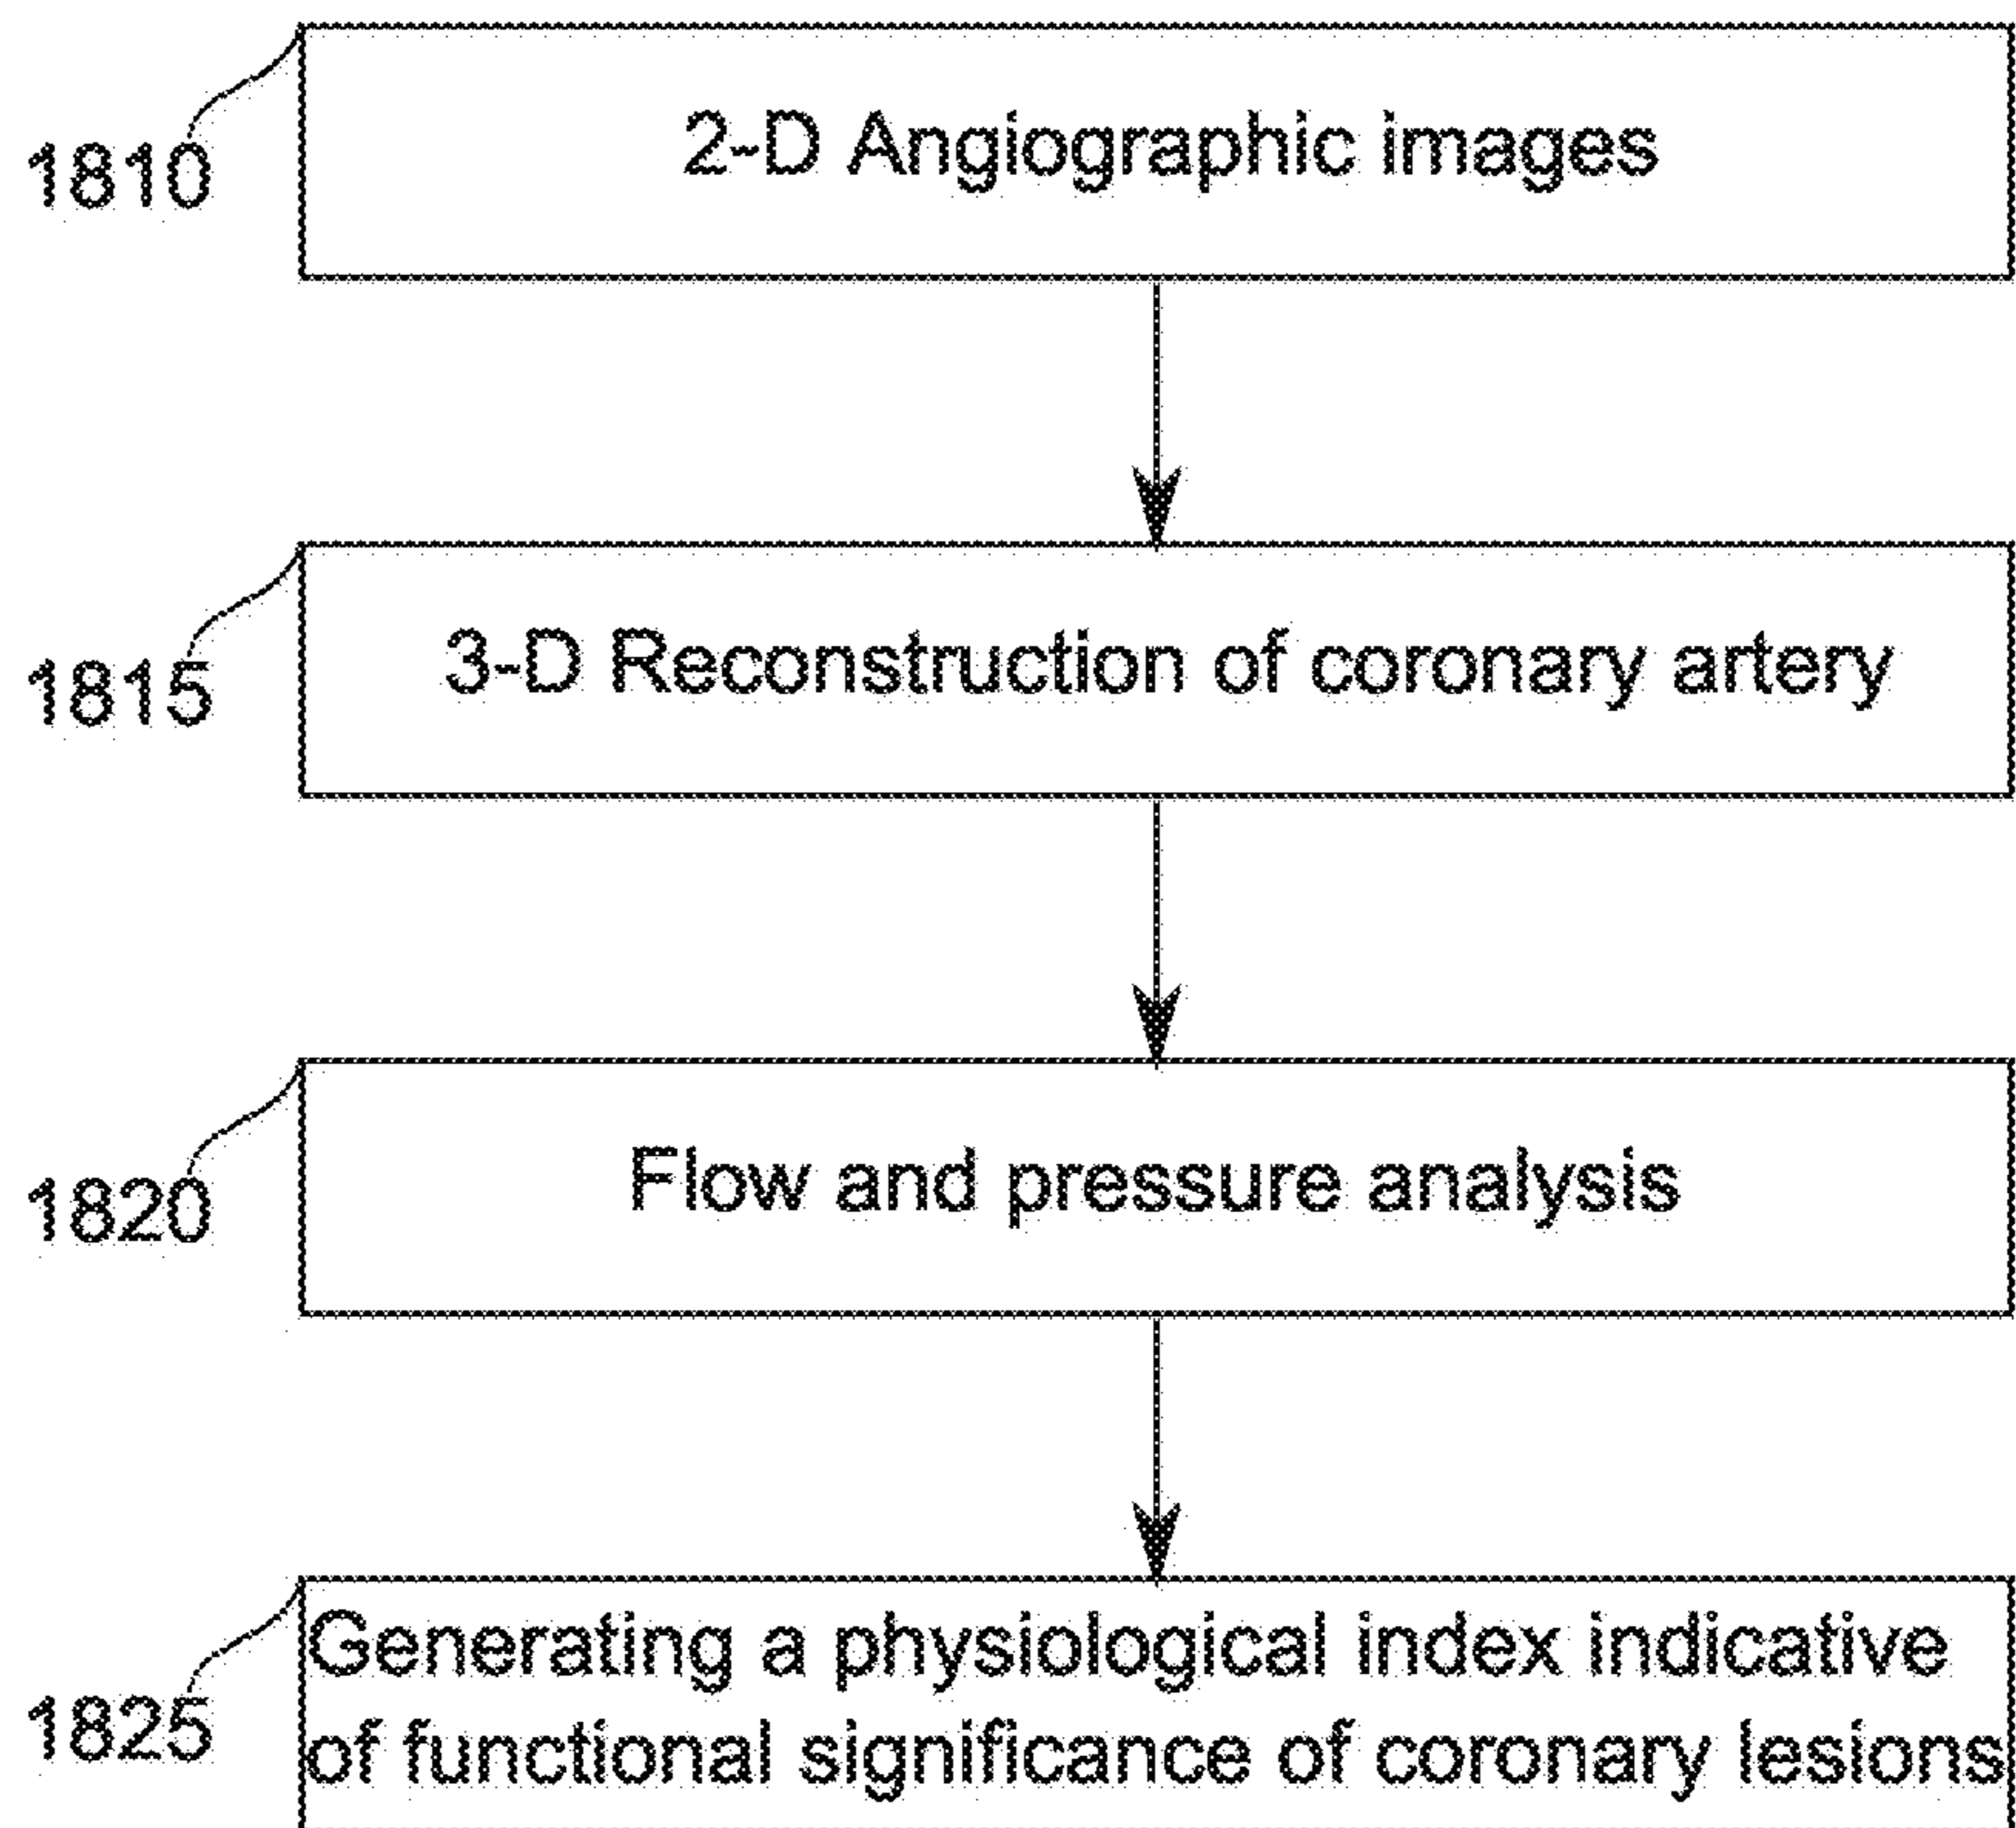 1810
2-D Angiographic images
1815
3-D Reconstruction of coronary artery
1820
Flow and pressure analysis
1825
Generating a physiological index indicative
of functional significance of coronary lesions